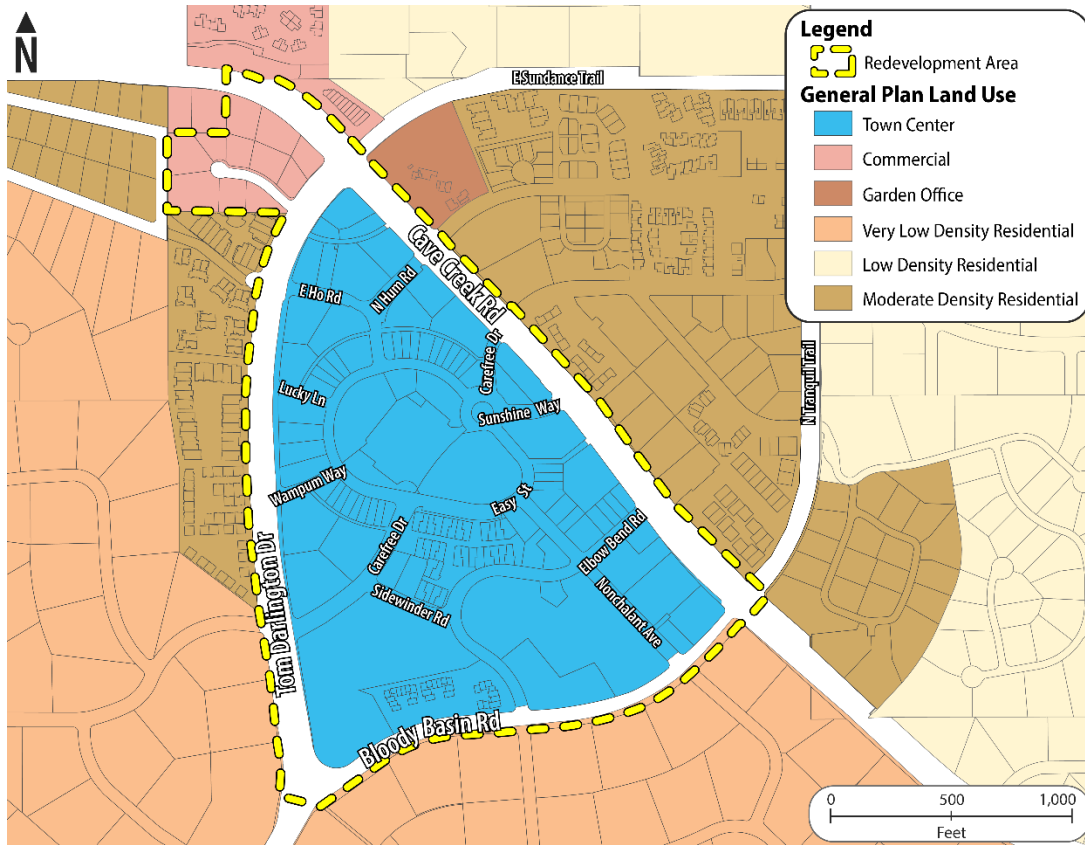 N
E Sundance Trail
Legend
Redevelopment Area
General Plan Land Use
Town Center
Commercial
Garden Office
Very Low Density Residential
Low Density Residential
Moderate Density Residential
Cave Creek Rd
N Hum Rd
E Ho Rd
Carefree Dr
Lucky Ln
Sunshine Way
N Tranquil Trail
Wampum Way
Easy St
Carefree Dr
Elbow Bend Rd
Sidewinder Rd
Nonchalant Ave
Tom Darlington Dr
Bloody Basin Rd
0 500 1,000
Feet